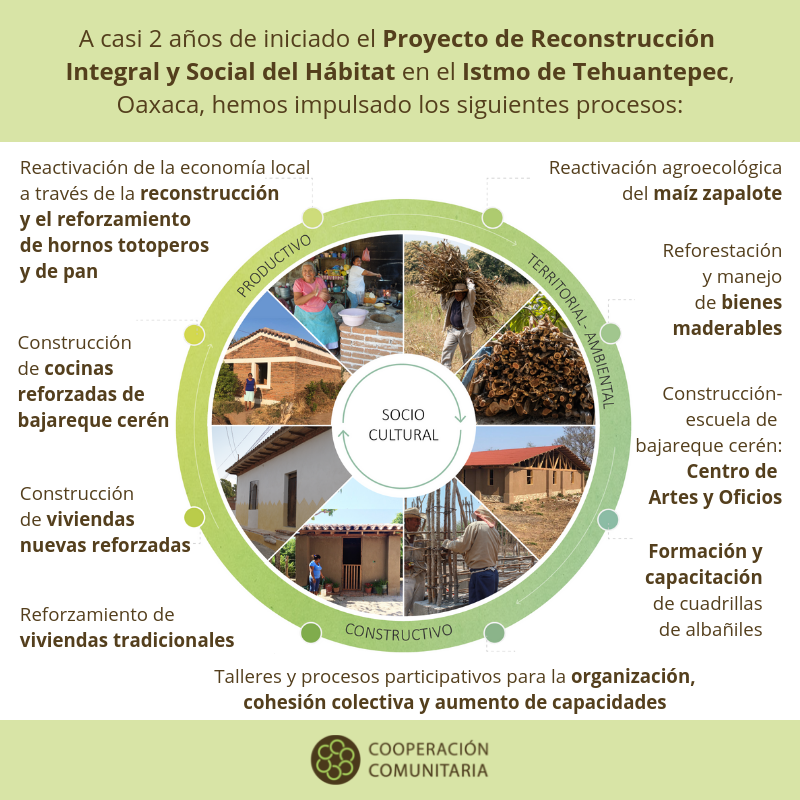 A casi 2 años de iniciado el Proyecto de Reconstrucción
Integral y Social del Hábitat en el Istmo de Tehuantepec,
Oaxaca, hemos impulsado los siguientes procesos:
Reactivación de la economía local
a través de la reconstrucción
y el reforzamiento
de hornos totoperos
y de pan
Construcción
de cocinas
reforzadas de
bajareque cerén
Construcción
de viviendas
nuevas reforzadas
Reforzamiento de
viviendas tradicionales
PRODUCTIVO
TERRITORIAL- AMBIENTAL
SOCIO
CULTURAL
CONSTRUCTIVO
Reactivación agroecológica
del maíz zapalote
Reforestación
y manejo
de bienes
maderables
Construcción-
escuela de
bajareque cerén:
Centro de
Artes y Oficios
Formación y
capacitación
de cuadrillas
de albañiles
Talleres y procesos participativos para la organización,
cohesión colectiva y aumento de capacidades
COOPERACIÓN
COMUNITARIA